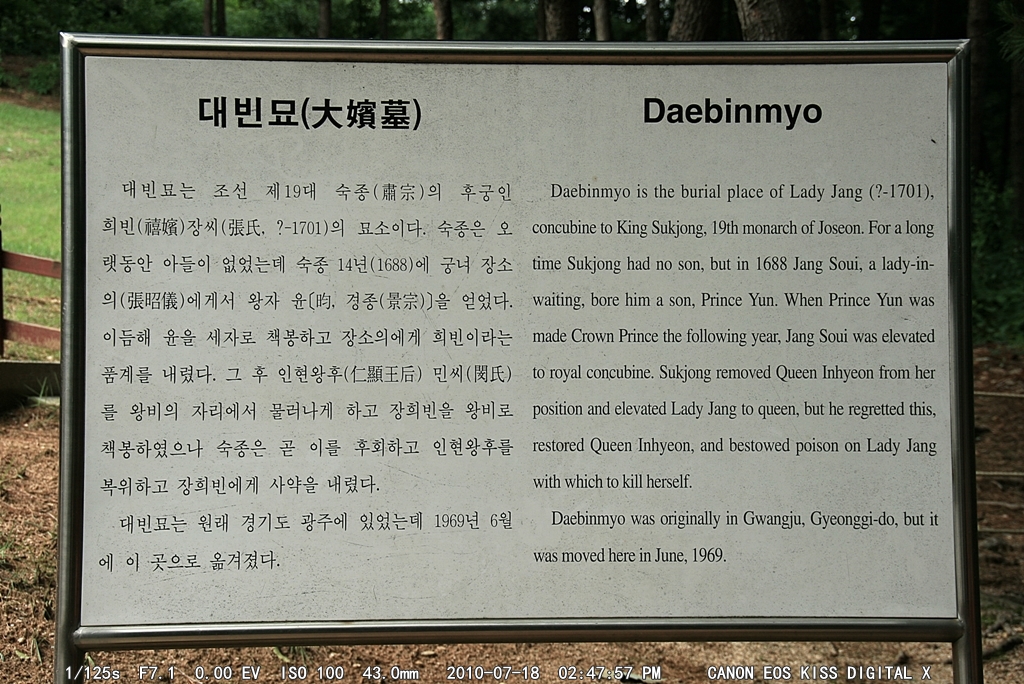 대빈묘(大嬪墓)
대빈묘는 조선 제19대 숙종(肅宗)의 후궁인
희빈(禧嬪)장씨(張氏, ?-1701)의 묘소이다. 숙종은 오
랫동안 아들이 없었는데 숙종 14년(1688)에 궁녀 장소
의(張昭儀)에게서 왕자 윤〔昀, 경종(景宗)〕을 얻었다.
이듬해 윤을 세자로 책봉하고 장소의에게 희빈이라는
품계를 내렸다. 그 후 인현왕후(仁顯王后) 민씨(閔氏)
를 왕비의 자리에서 물러나게 하고 장희빈을 왕비로
책봉하였으나 숙종은 곧 이를 후회하고 인현왕후를
복위하고 장희빈에게 사약을 내렸다.
대빈묘는 원래 경기도 광주에 있었는데 1969년 6월
에 이 곳으로 옮겨졌다.
Daebinmyo
Daebinmyo is the burial place of Lady Jang (?-1701),
concubine to King Sukjong, 19th monarch of Joseon. For a long
time Sukjong had no son, but in 1688 Jang Soui, a lady-in-
waiting, bore him a son, Prince Yun. When Prince Yun was
made Crown Prince the following year, Jang Soui was elevated
to royal concubine. Sukjong removed Queen Inhyeon from her
position and elevated Lady Jang to queen, but he regretted this,
restored Queen Inhyeon, and bestowed poison on Lady Jang
with which to kill herself.
Daebinmyo was originally in Gwangju, Gyeonggi-do, but it
was moved here in June, 1969.
1/125s F7.1 0.00 EV ISO 100 43.0mm 2010-07-18 02:47:57 PM CANON EOS KISS DIGITAL X